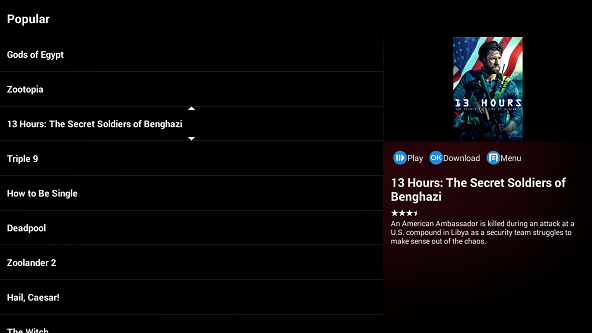 Popular
Gods of Egypt
Zootopia
13 Hours: The Secret Soldiers of Benghazi
Triple 9
How to Be Single
Deadpool
Zoolander 2
Hail, Caesar!
The Witch
13 HOURS
Play
OK Download
Menu
13 Hours: The Secret Soldiers of
Benghazi
An American Ambassador is killed during an attack at a
U.S. compound in Libya as a security team struggles to
make sense out of the chaos.